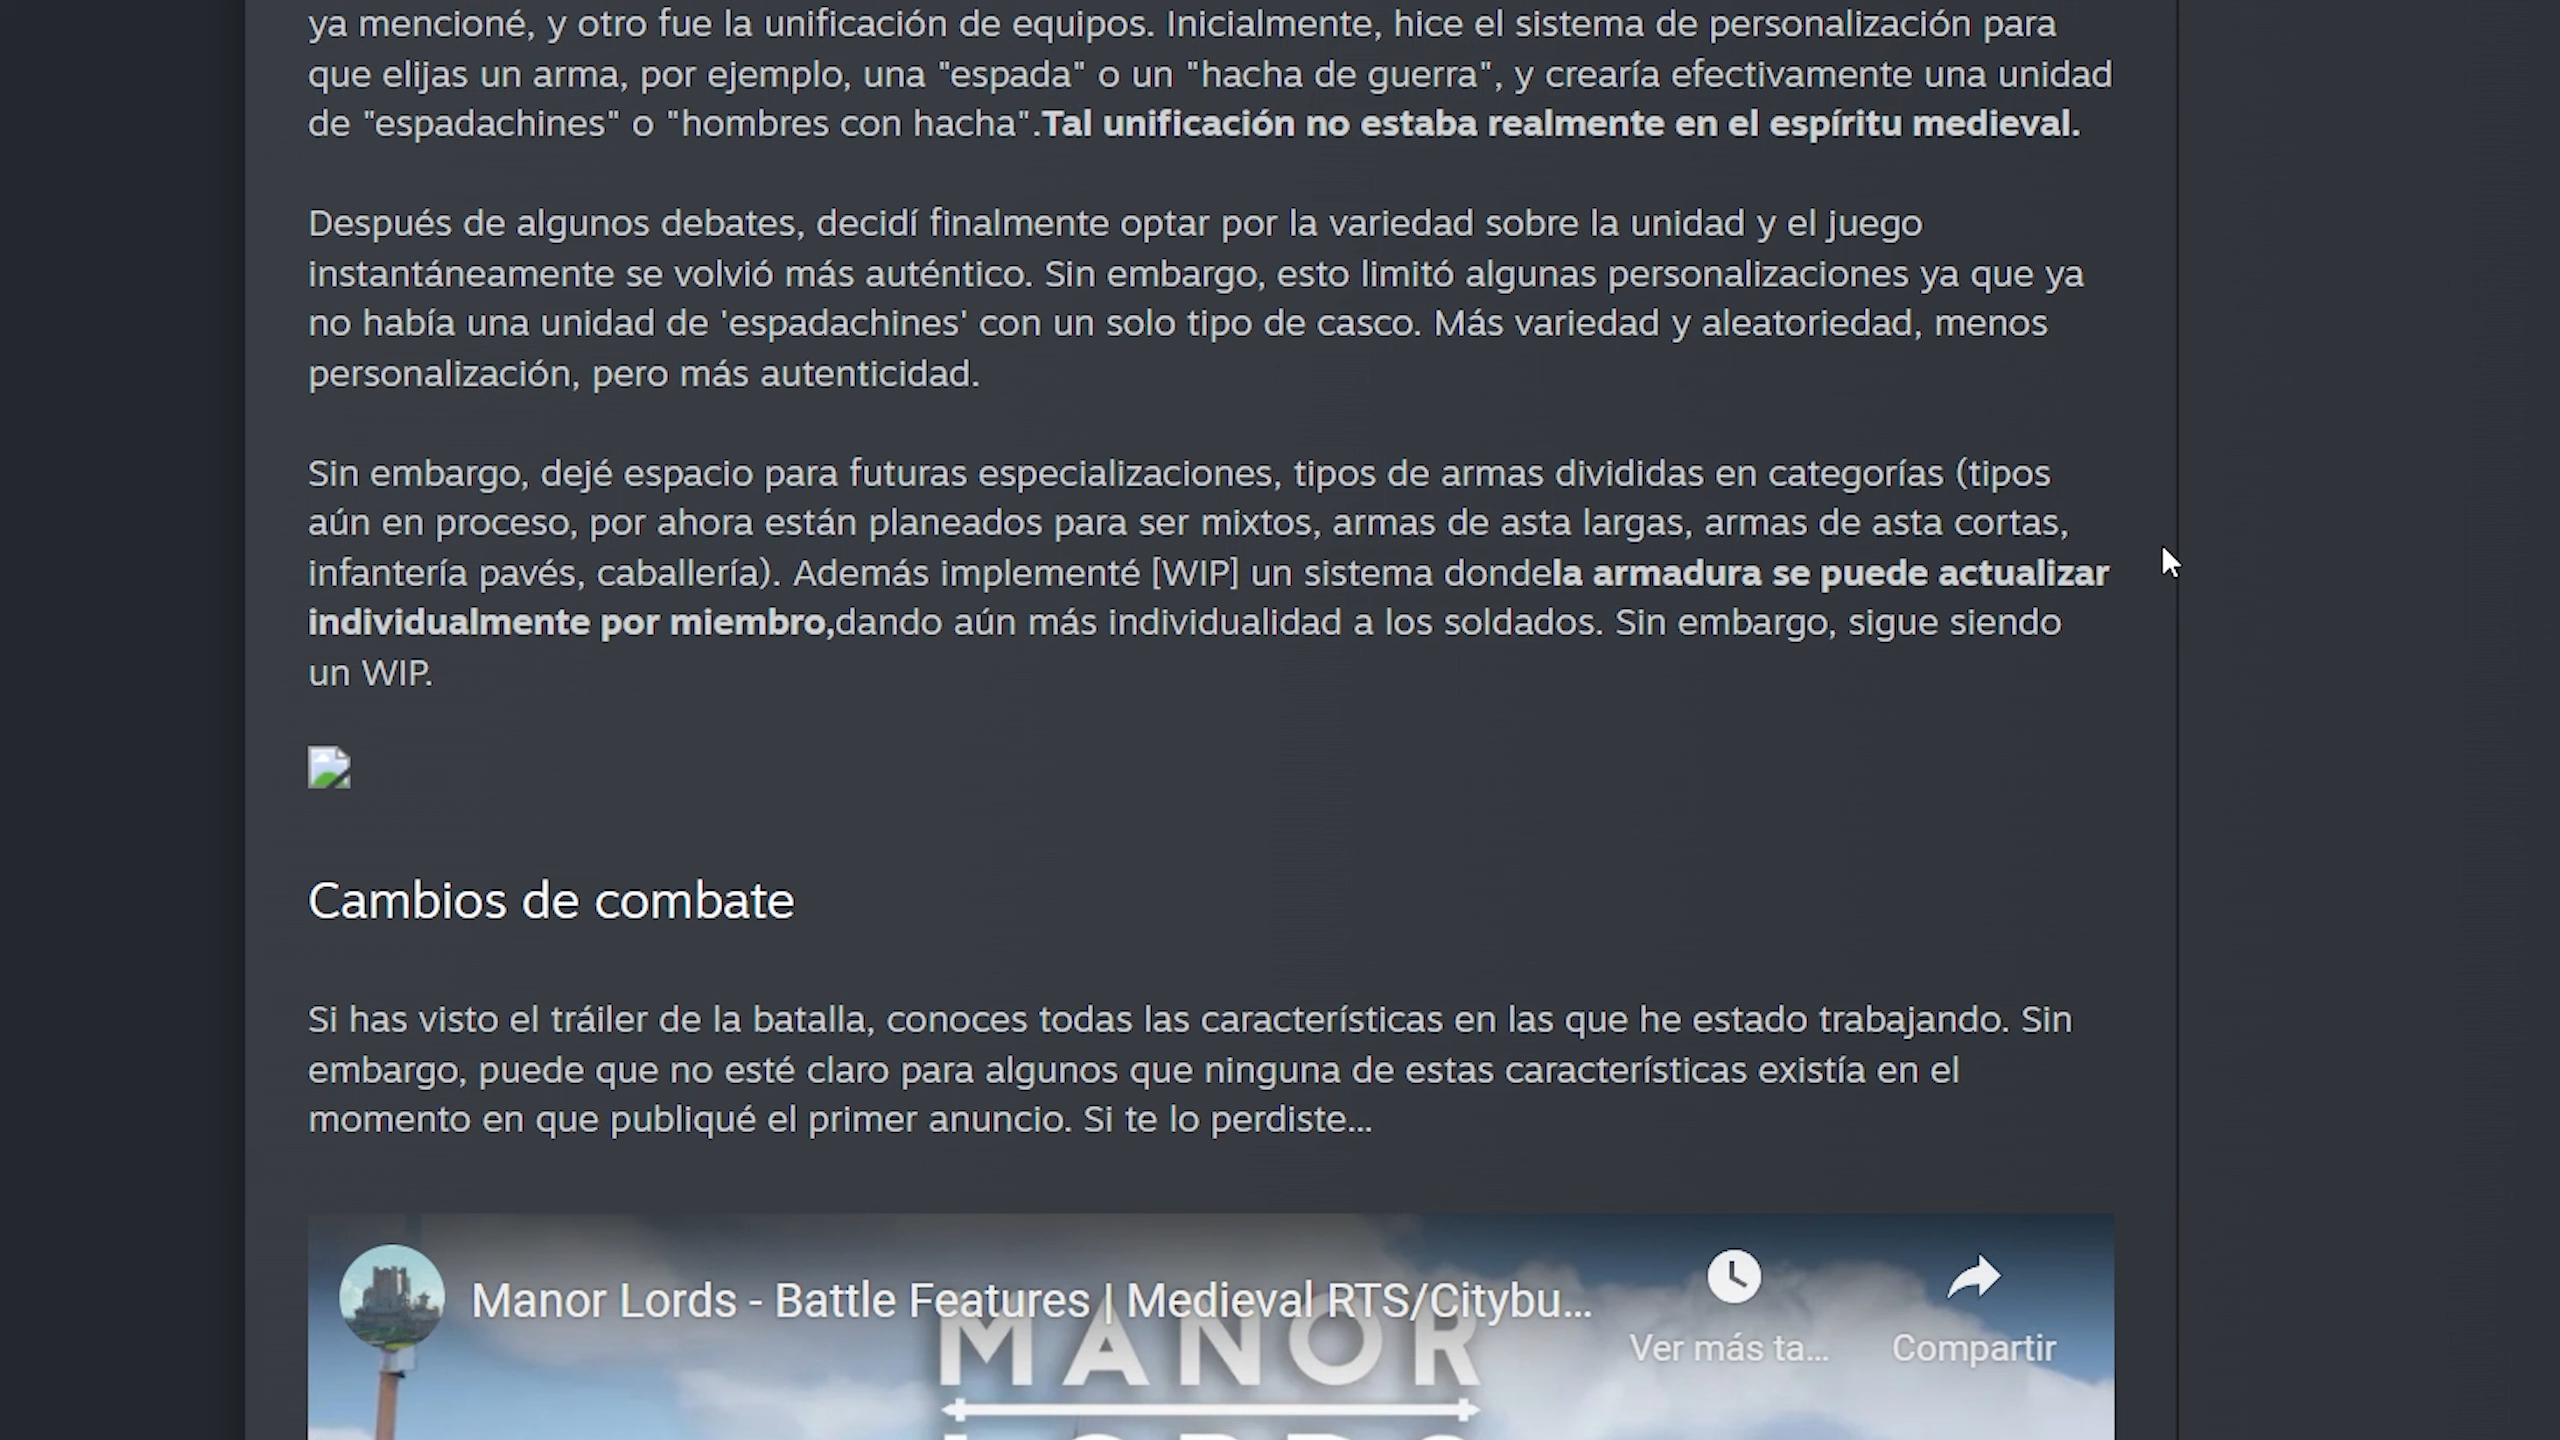 ya mencioné, y otro fue la unificación de equipos. Inicialmente, hice el sistema de personalización para
que elijas un arma, por ejemplo, una "espada" o un "hacha de guerra", y crearía efectivamente una unidad
de "espadachines" o "hombres con hacha".Tal unificación no estaba realmente en el espíritu medieval.
Después de algunos debates, decidí finalmente optar por la variedad sobre la unidad y el juego
instantáneamente se volvió más auténtico. Sin embargo, esto limitó algunas personalizaciones ya que ya
no había una unidad de 'espadachines' con un solo tipo de casco. Más variedad y aleatoriedad, menos
personalización, pero más autenticidad.
Sin embargo, dejé espacio para futuras especializaciones, tipos de armas divididas en categorías (tipos
aún en proceso, por ahora están planeados para ser mixtos, armas de asta largas, armas de asta cortas,
infantería pavés, caballería). Además implementé [WIP] un sistema dondela armadura se puede actualizar
individualmente por miembro,dando aún más individualidad a los soldados. Sin embargo, sigue siendo
un WIP.
Cambios de combate
Si has visto el tráiler de la batalla, conoces todas las características en las que he estado trabajando. Sin
embargo, puede que no esté claro para algunos que ninguna de estas características existía en el
momento en que publiqué el primer anuncio. Si te lo perdiste...
Manor Lords - Battle Features | Medieval RTS/Citybu...
Ver más ta...
Compartir
MANOR
LORDS